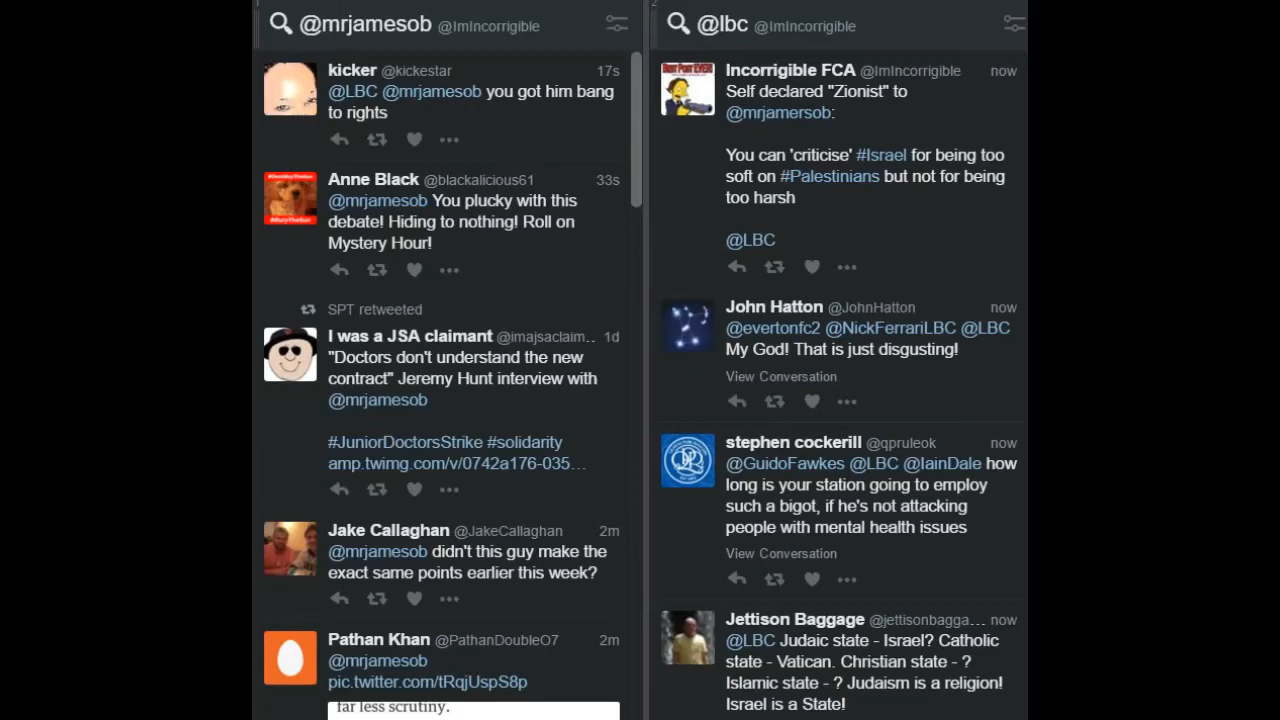 1
@mrjamesob @ImIncorrigible
kicker @kickestar 17s
@LBC @mrjamesob you got him bang
to rights
Anne Black @blackalicious61 33s
@mrjamesob You plucky with this
debate! Hiding to nothing! Roll on
Mystery Hour!
SPT retweeted
I was a JSA claimant @imajsaclaim.. 1d
"Doctors don't understand the new
contract" Jeremy Hunt interview with
@mrjamesob
#JuniorDoctorsStrike #solidarity
amp.twimg.com/v/0742a176-035…
Jake Callaghan @JakeCallaghan 2m
@mrjamesob didn't this guy make the
exact same points earlier this week?
Pathan Khan @PathanDoubleO7 2m
@mrjamesob
pic.twitter.com/tRqjUspS8p
far less scrutiny.
2
@lbc @ImIncorrigible
BEST POST EVER!
Incorrigible FCA @ImIncorrigible now
Self declared "Zionist" to
@mrjamersob:
You can 'criticise' #Israel for being too
soft on #Palestinians but not for being
too harsh
@LBC
John Hatton @JohnHatton now
@evertonfc2 @NickFerrariLBC @LBC
My God! That is just disgusting!
View Conversation
stephen cockerill @qpruleok now
@GuidoFawkes @LBC @IainDale how
long is your station going to employ
such a bigot, if he's not attacking
people with mental health issues
View Conversation
Jettison Baggage @jettisonbagga… now
@LBC Judaic state - Israel? Catholic
state - Vatican. Christian state - ?
Islamic state - ? Judaism is a religion!
Israel is a State!